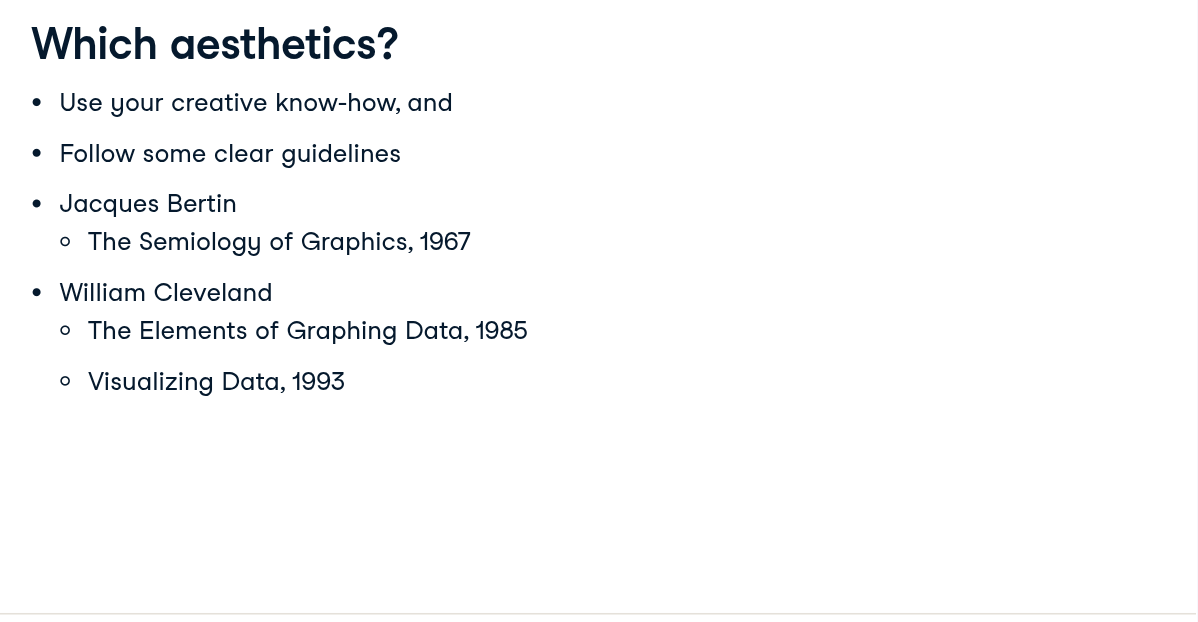 Which aesthetics?
• Use your creative know-how, and
• Follow some clear guidelines
• Jacques Bertin
○ The Semiology of Graphics, 1967
• William Cleveland
○ The Elements of Graphing Data, 1985
○ Visualizing Data, 1993